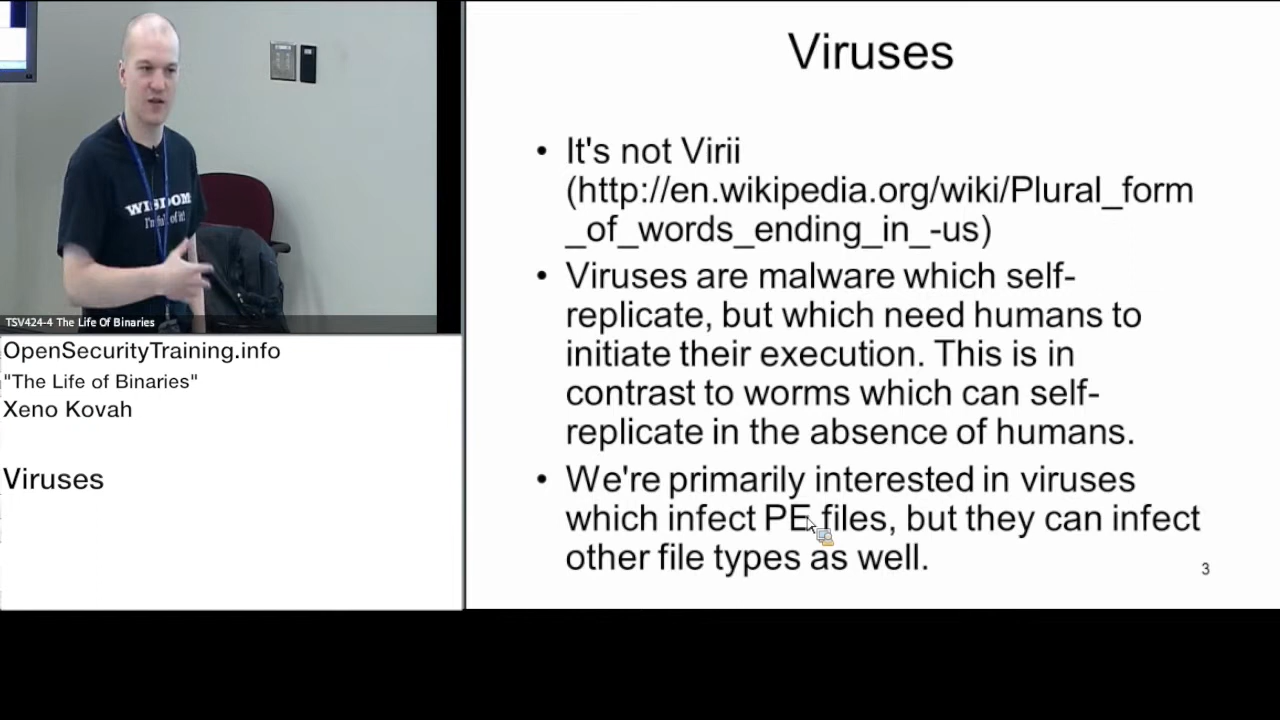 WISDOM
I'm full of it!
TSV424-4 The Life Of Binaries
OpenSecurityTraining.info
"The Life of Binaries"
Xeno Kovah
Viruses
Viruses
• It's not Virii
(http://en.wikipedia.org/wiki/Plural_form
_of_words_ending_in_-us)
• Viruses are malware which self-
replicate, but which need humans to
initiate their execution. This is in
contrast to worms which can self-
replicate in the absence of humans.
• We're primarily interested in viruses
which infect PE files, but they can infect
other file types as well.
3